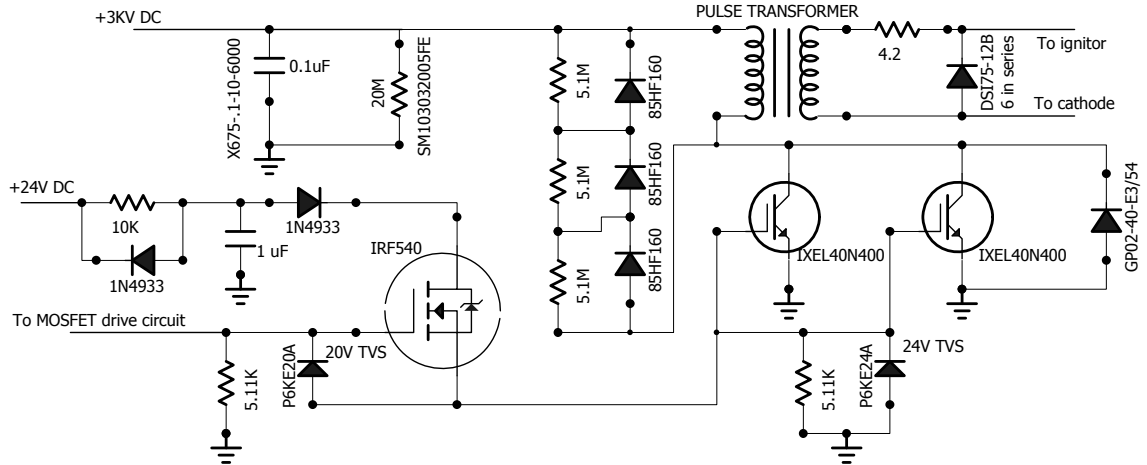 +3KV DC
PULSE TRANSFORMER
0.1uF
X675-.1-10-6000
20M
SM103032005FE
5.1M
85HF160
4.2
To ignitor
DSI75-12B
6 in series
To cathode
5.1M
85HF160
+24V DC
10K
1N4933
1N4933
1 uF
IRF540
5.1M
85HF160
IXEL40N400
IXEL40N400
GP02-40-E3/54
To MOSFET drive circuit
5.11K
P6KE20A
20V TVS
5.11K
P6KE24A
24V TVS